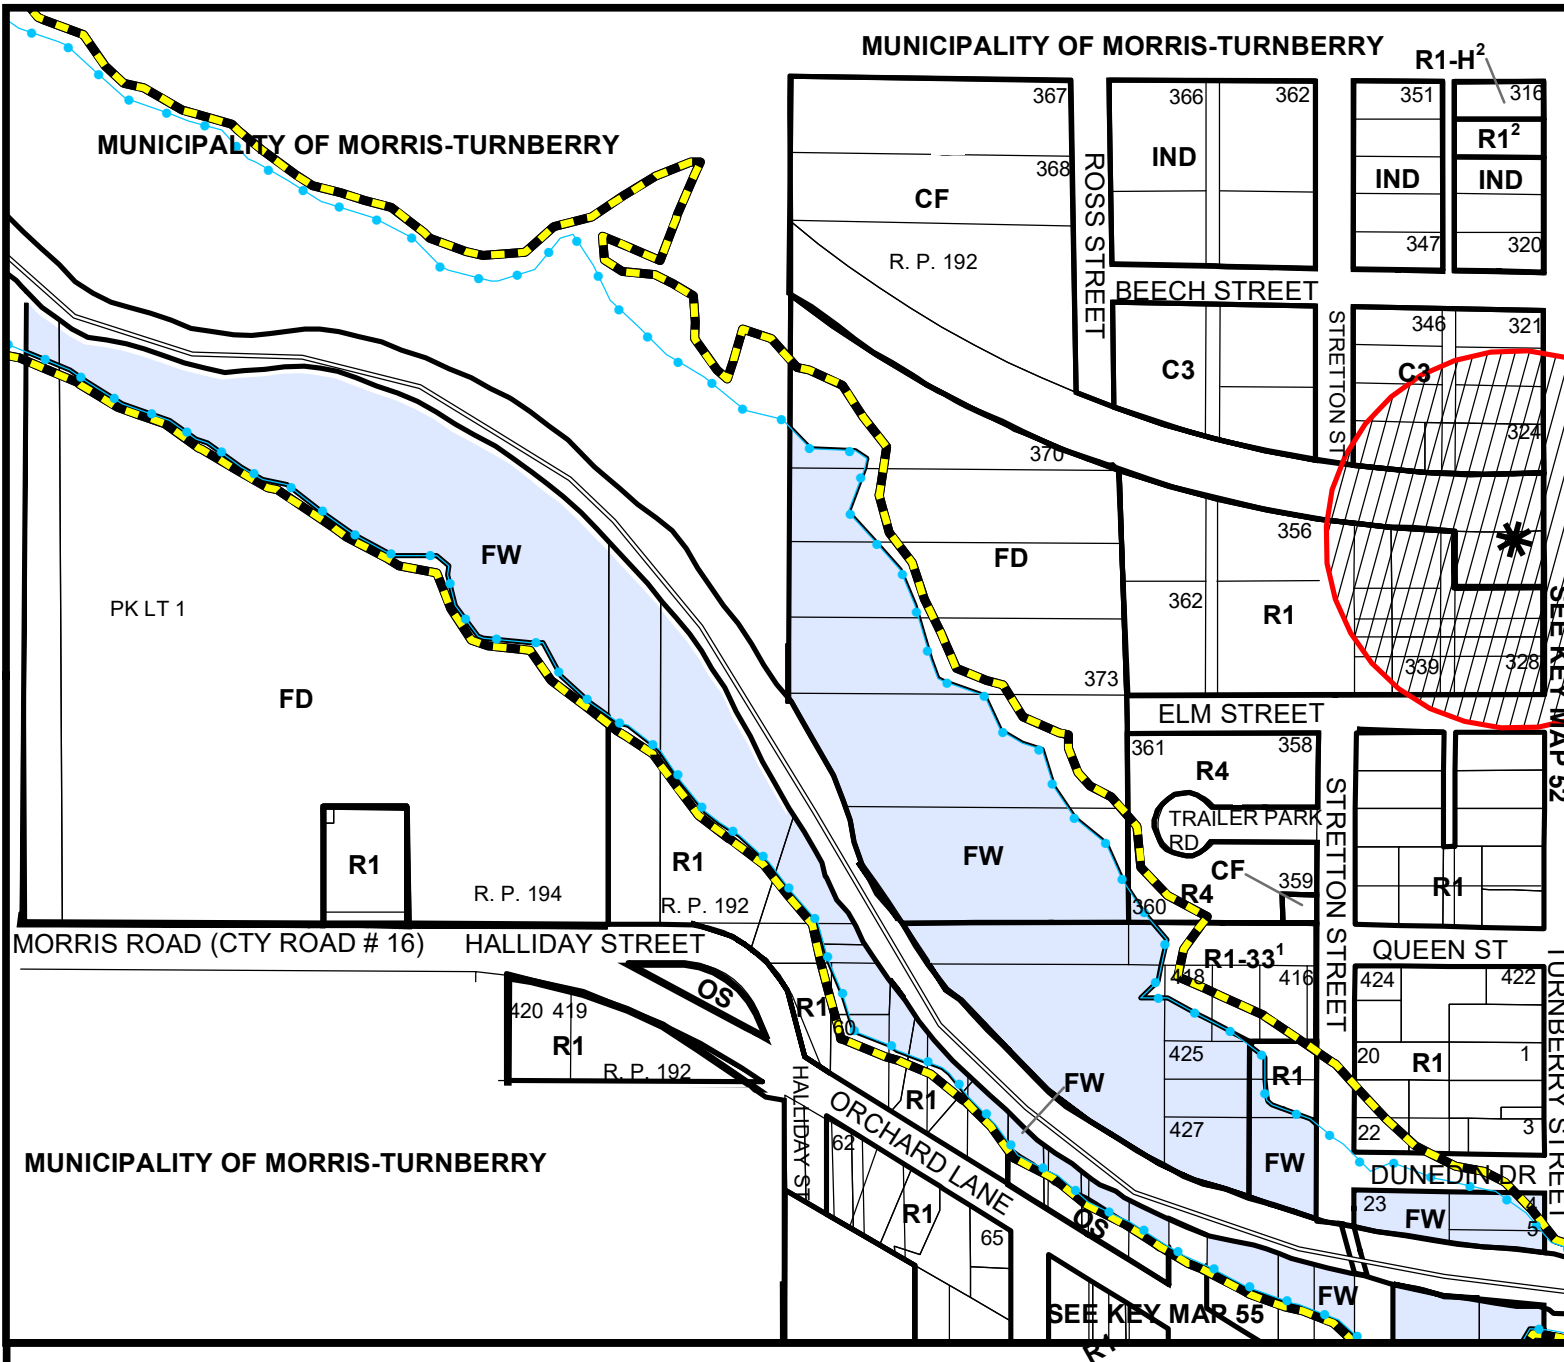 MUNICIPALITY OF MORRIS-TURNBERRY
R1-H²
367
366
362
351
316
MUNICIPALITY OF MORRIS-TURNBERRY
R1²
IND
368
CF
ROSS STREET
IND
IND
347
320
R. P. 192
BEECH STREET
STRETTON ST
346
321
C3
C3
324
370
356
FW
FD
PK LT 1
362
R1
SEE KEY MAP 52
339
328
373
FD
ELM STREET
361
358
R4
STRETTON STREET
TRAILER PARK
RD
R1
R1
FW
CF
359
R1
R. P. 194
R. P. 192
R4
360
MORRIS ROAD (CTY ROAD # 16)
HALLIDAY STREET
QUEEN ST
TURNBERRY STREET
R1-33¹
418
416
424
422
OS
R1
420
419
60
R1
425
20
R1
1
R. P. 192
FW
R1
HALLIDAY ST
R1
ORCHARD LANE
62
427
22
3
MUNICIPALITY OF MORRIS-TURNBERRY
FW
DUNEDIN DR
R1
OS
23
FW
4
5
65
FW
SEE KEY MAP 55